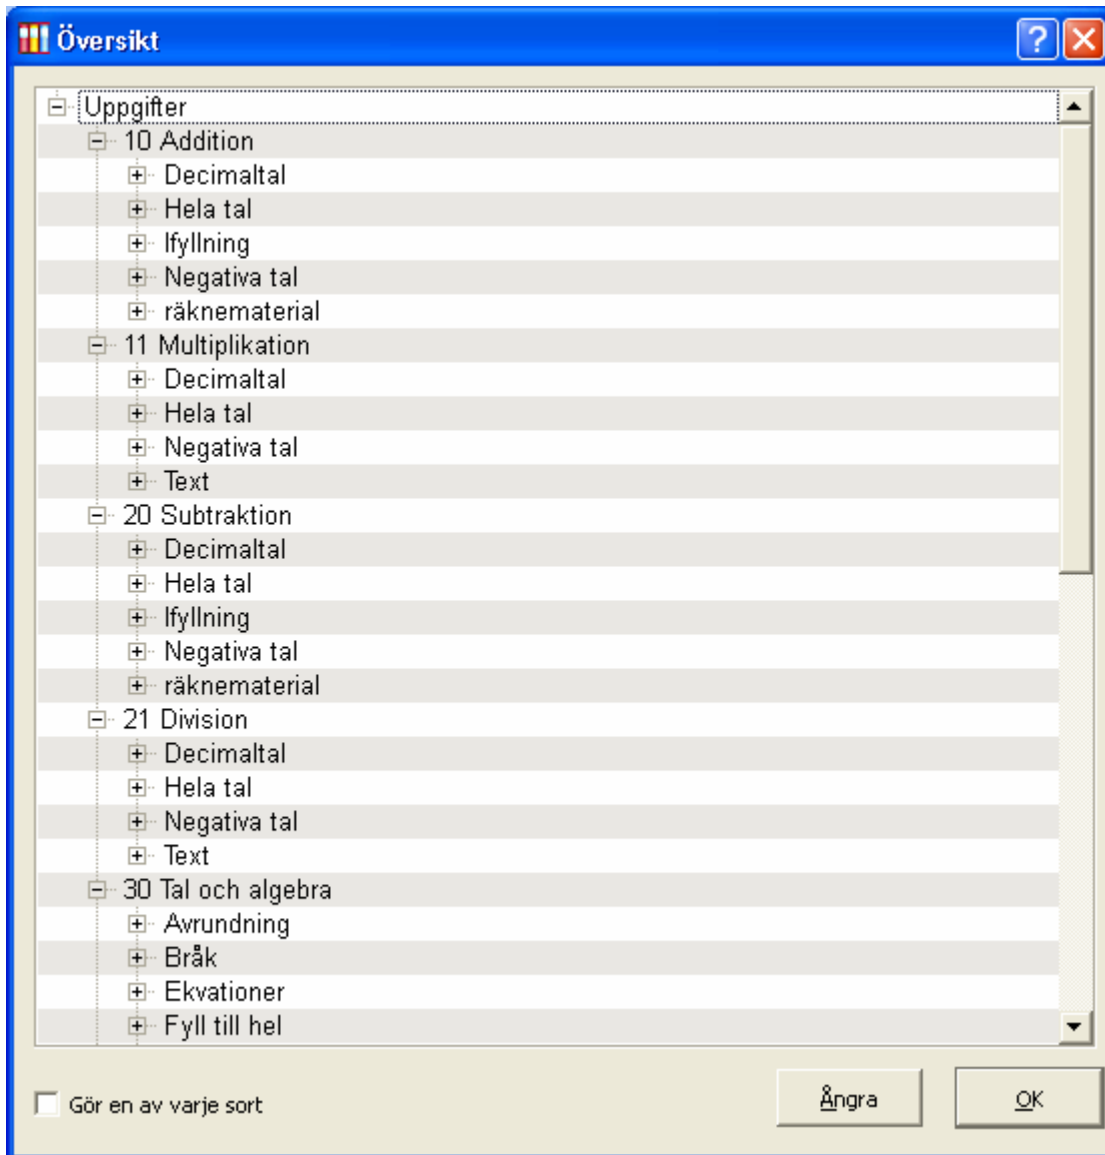 Översikt
Uppgifter
10 Addition
Decimaltal
Hela tal
Ifyllning
Negativa tal
räknematerial
11 Multiplikation
Decimaltal
Hela tal
Negativa tal
Text
20 Subtraktion
Decimaltal
Hela tal
Ifyllning
Negativa tal
räknematerial
21 Division
Decimaltal
Hela tal
Negativa tal
Text
30 Tal och algebra
Avrundning
Bråk
Ekvationer
Fyll till hel
Gör en av varje sort
Ångra
OK